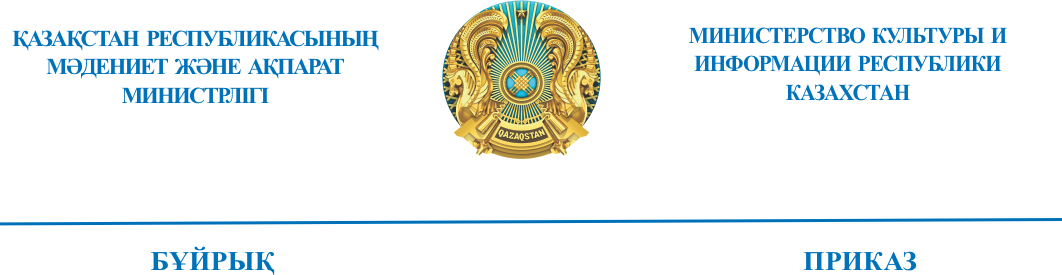 ҚАЗАҚСТАН РЕСПУБЛИКАСЫНЫҢ
МӘДЕНИЕТ ЖӘНЕ АҚПАРАТ
МИНИСТРЛІГІ
QAZAQSTAN
МИНИСТЕРСТВО КУЛЬТУРЫ И
ИНФОРМАЦИИ РЕСПУБЛИКИ
КАЗАХСТАН
БҰЙРЫҚ
ПРИКАЗ